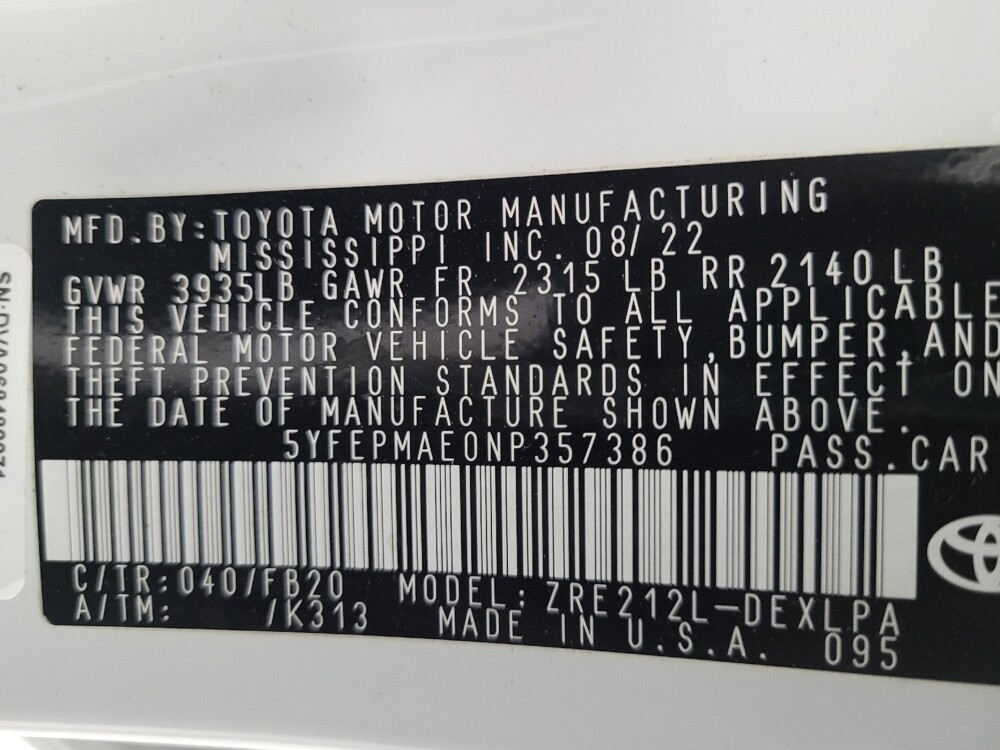 MFD.BY:TOYOTA MOTOR MANUFACTURING
MISSISSIPPI INC. 08/22
GVWR 3935LB GAWR FR 2315 LB RR 2140LB
THIS VEHICLE CONFORMS TO ALL APPLICABLE
FEDERAL MOTOR VEHICLE SAFETY,BUMPER,AND
THEFT PREVENTION STANDARDS IN EFFECT ON
THE DATE OF MANUFACTURE SHOWN ABOVE.
5YFEPMAE0NP357386 PASS.CAR
C/TR:040/FB20 MODEL:ZRE212L-DEXLPA
A/TM: /K313 MADE IN U.S.A. 095